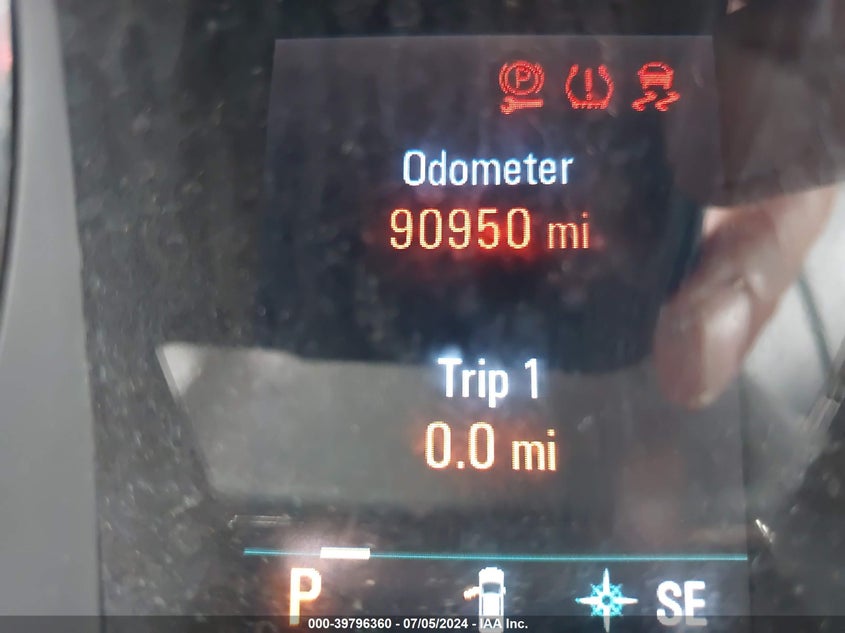 Odometer
90950 mi
Trip 1
0.0 mi
P SE
000-39796360 - 07/05/2024 - IAA Inc.